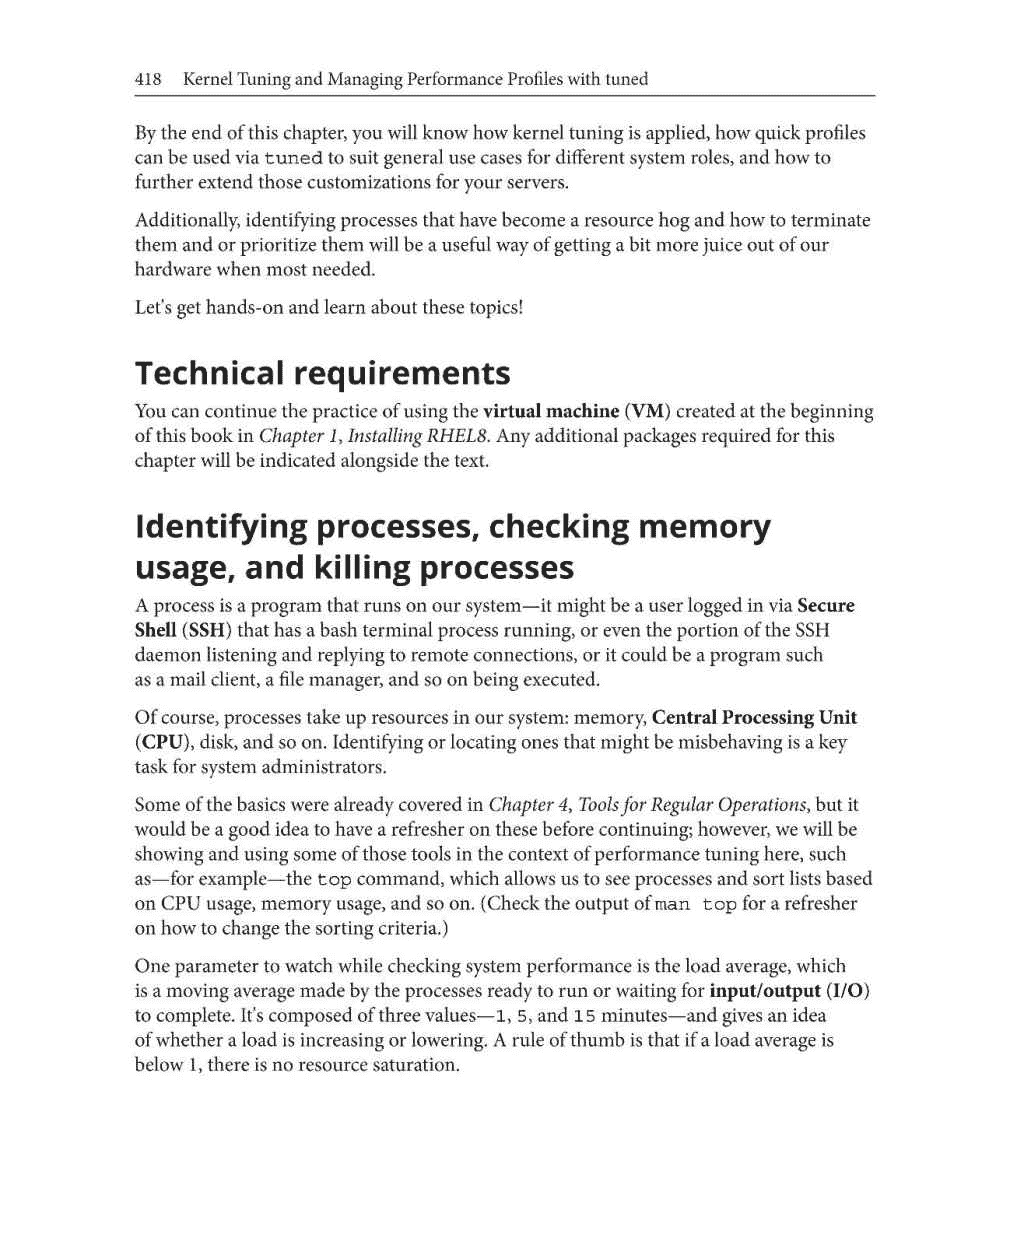 418 Kernel Tuning and Managing Performance Profiles with tuned
By the end of this chapter, you will know how kernel tuning is applied, how quick profiles
can be used via tuned to suit general use cases for different system roles, and how to
further extend those customizations for your servers.
Additionally, identifying processes that have become a resource hog and how to terminate
them and or prioritize them will be a useful way of getting a bit more juice out of our
hardware when most needed.
Let's get hands-on and learn about these topics!
Technical requirements
You can continue the practice of using the virtual machine (VM) created at the beginning
of this book in Chapter 1, Installing RHEL8. Any additional packages required for this
chapter will be indicated alongside the text.
Identifying processes, checking memory
usage, and killing processes
A process is a program that runs on our system—it might be a user logged in via Secure
Shell (SSH) that has a bash terminal process running, or even the portion of the SSH
daemon listening and replying to remote connections, or it could be a program such
as a mail client, a file manager, and so on being executed.
Of course, processes take up resources in our system: memory, Central Processing Unit
(CPU), disk, and so on. Identifying or locating ones that might be misbehaving is a key
task for system administrators.
Some of the basics were already covered in Chapter 4, Tools for Regular Operations, but it
would be a good idea to have a refresher on these before continuing; however, we will be
showing and using some of those tools in the context of performance tuning here, such
as—for example—the top command, which allows us to see processes and sort lists based
on CPU usage, memory usage, and so on. (Check the output of man top for a refresher
on how to change the sorting criteria.)
One parameter to watch while checking system performance is the load average, which
is a moving average made by the processes ready to run or waiting for input/output (I/O)
to complete. It's composed of three values—1, 5, and 15 minutes—and gives an idea
of whether a load is increasing or lowering. A rule of thumb is that if a load average is
below 1, there is no resource saturation.